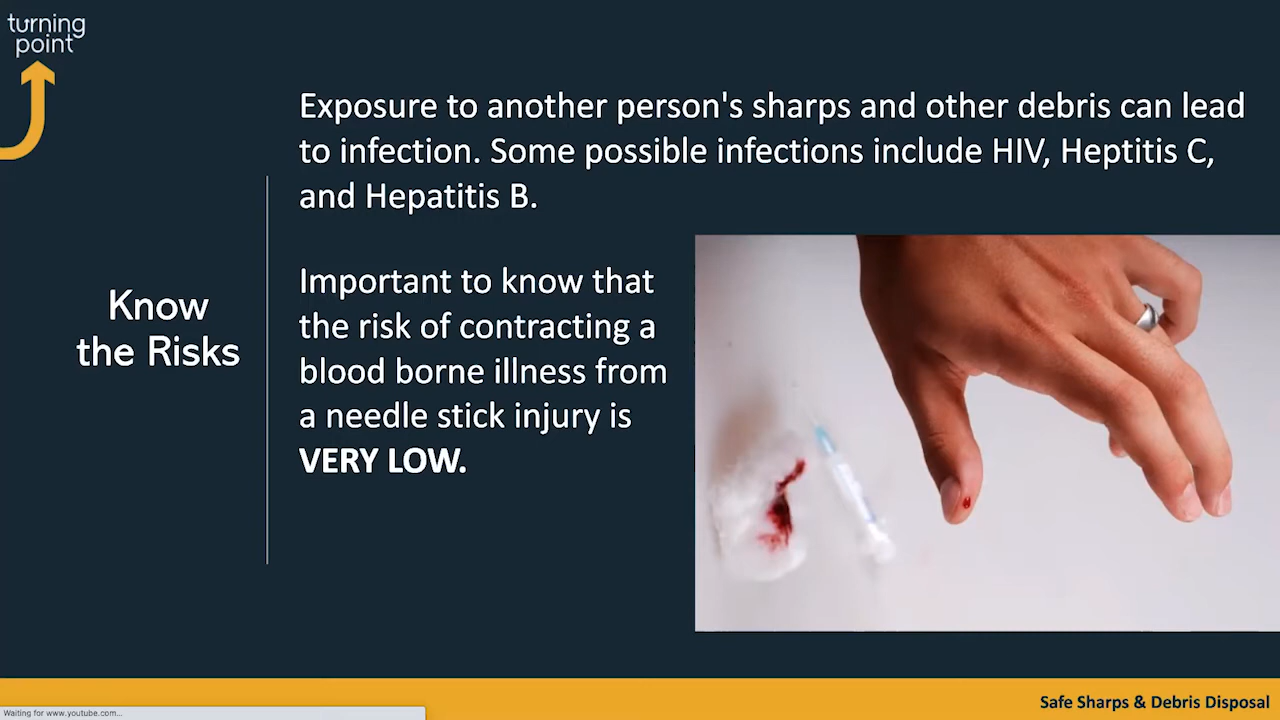 turning
point
Exposure to another person's sharps and other debris can lead
to infection. Some possible infections include HIV, Heptitis C,
and Hepatitis B.
Know
the Risks
Important to know that
the risk of contracting a
blood borne illness from
a needle stick injury is
VERY LOW.
Safe Sharps & Debris Disposal
Waiting for www.youtube.com...